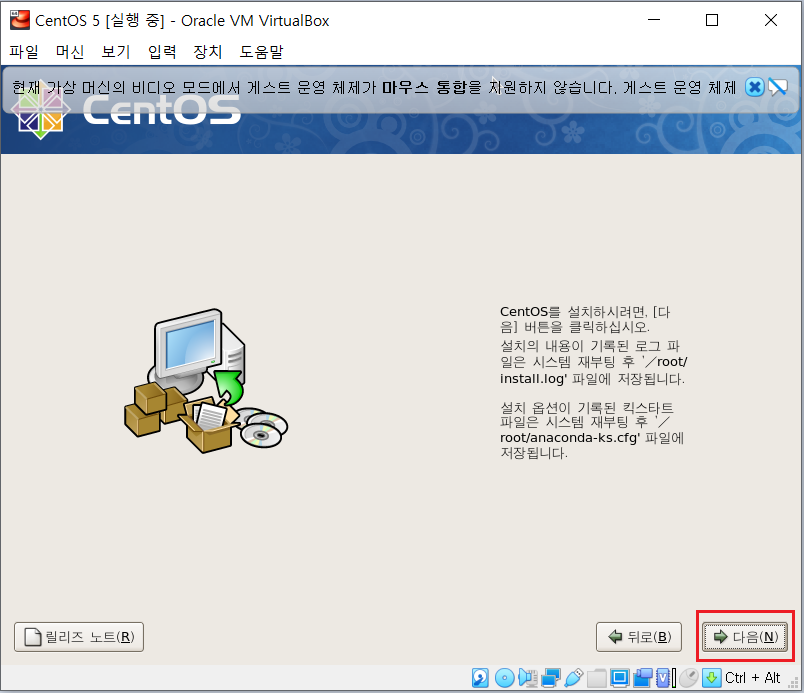 CentOS 5 [실행 중] - Oracle VM VirtualBox
파일 머신 보기 입력 장치 도움말
현재 가상 머신의 비디오 모드에서 게스트 운영 체제가 마우스 통합을 지원하지 않습니다. 게스트 운영 체제
CentOS
CentOS를 설치하시려면, [다
음] 버튼을 클릭하십시오.
설치의 내용이 기록된 로그 파
일은 시스템 재부팅 후 '／root/
install.log' 파일에 저장됩니다.
설치 옵션이 기록된 킥스타트
파일은 시스템 재부팅 후 '／
root/anaconda-ks.cfg' 파일에
저장됩니다.
릴리즈 노트(R) 뒤로(B) 다음(N)
Ctrl + Alt